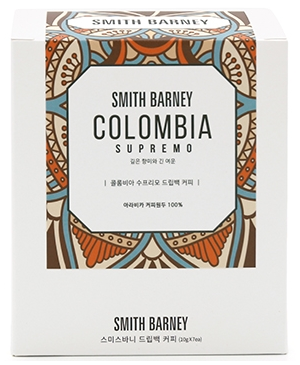 SMITH BARNEY
COLOMBIA
SUPREMO
깊은 향미와 긴 여운
| 콜롬비아 수프리모 드립백 커피 |
아라비카 커피원두 100%
SMITH BARNEY
스미스바니 드립백 커피 (10gX7ea)